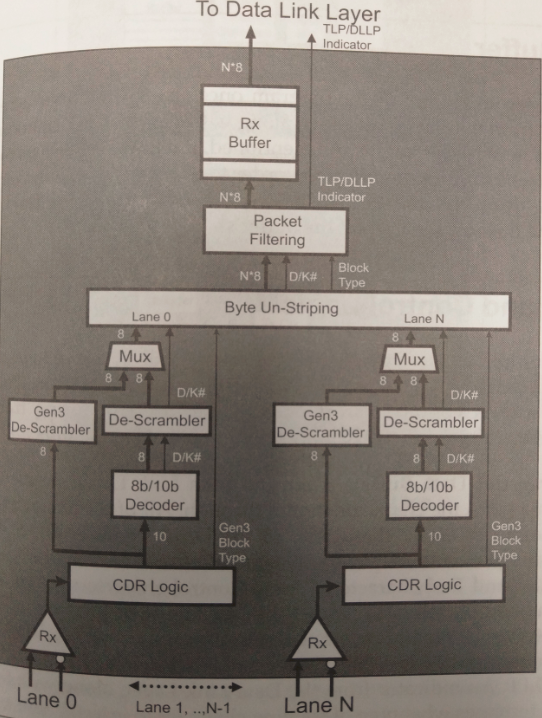 To Data Link Layer
TLP/DLLP
Indicator
N*8
Rx
Buffer
N*8
TLP/DLLP
Indicator
Packet
Filtering
N*8
D/K#
Block
Type
Byte Un-Striping
Lane 0
Lane N
8
8
Mux
Mux
8
8
8
8
D/K#
D/K#
Gen3
De-Scrambler
De-Scrambler
Gen3
De-Scrambler
De-Scrambler
8
8
D/K#
8
8
D/K#
8b/10b
Decoder
8b/10b
Decoder
10
Gen3
Block
Type
10
Gen3
Block
Type
CDR Logic
CDR Logic
Rx
Rx
Lane 0
Lane 1, ..,N-1
Lane N